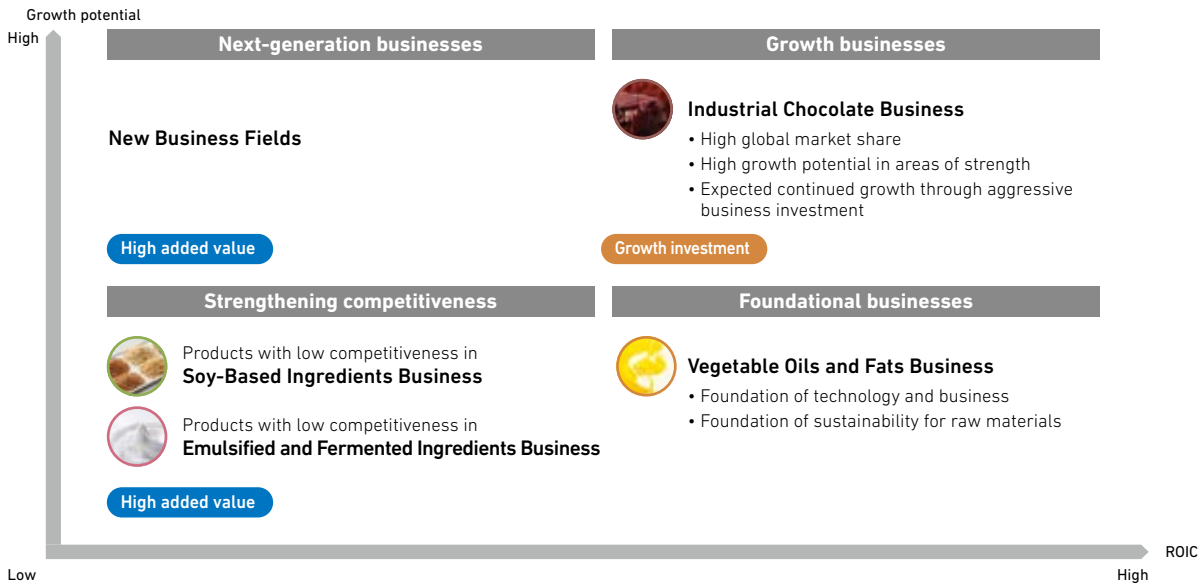 Growth potential
High
Next-generation businesses
Growth businesses
New Business Fields
Industrial Chocolate Business
• High global market share
• High growth potential in areas of strength
• Expected continued growth through aggressive
business investment
High added value
Growth investment
Strengthening competitiveness
Foundational businesses
Products with low competitiveness in
Soy-Based Ingredients Business
Products with low competitiveness in
Emulsified and Fermented Ingredients Business
High added value
Vegetable Oils and Fats Business
• Foundation of technology and business
• Foundation of sustainability for raw materials
ROIC
Low
High